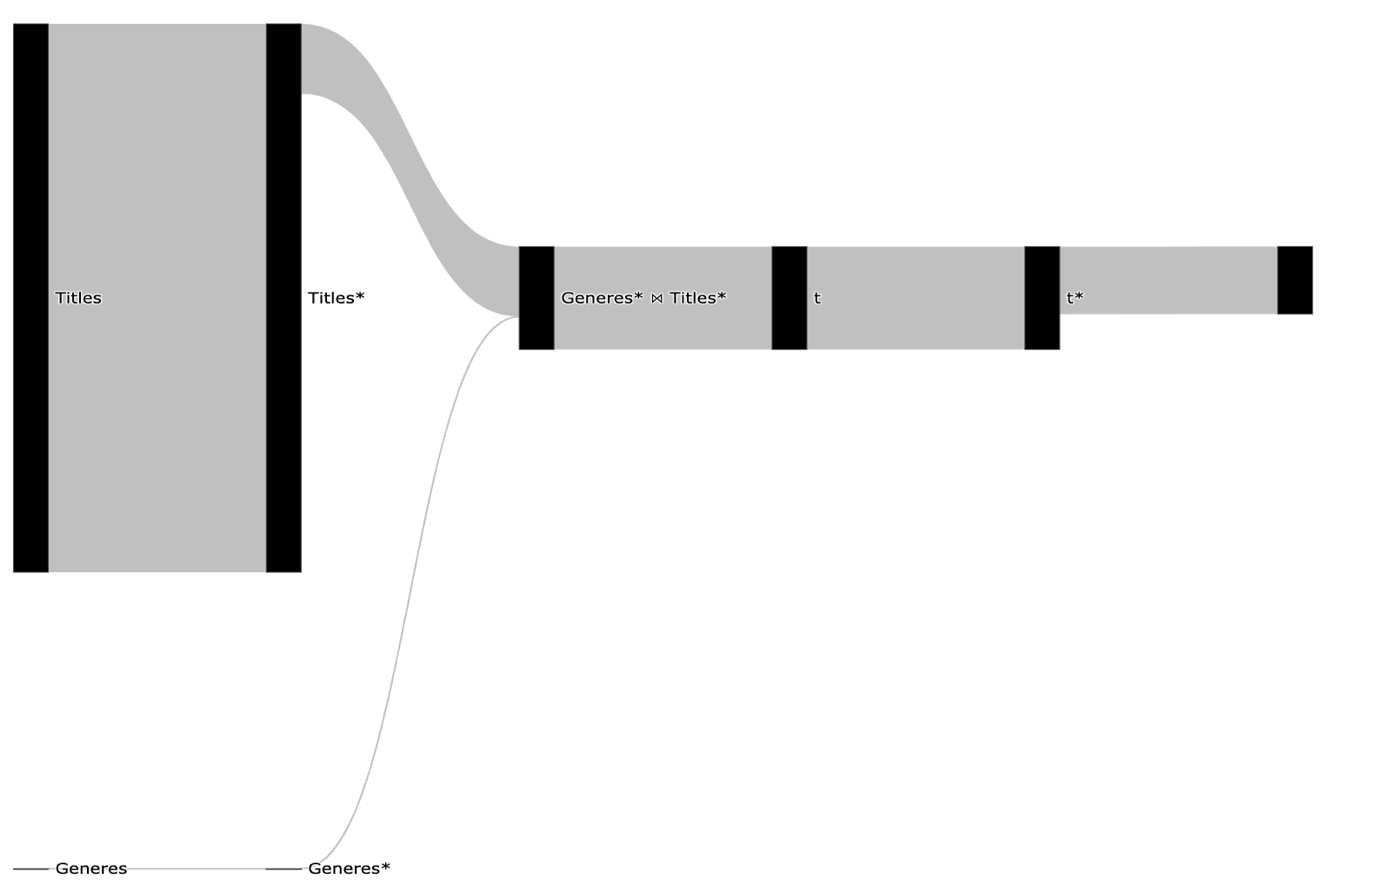 Titles
Titles*
Generes* ⋈ Titles*
t
t*
Generes
Generes*